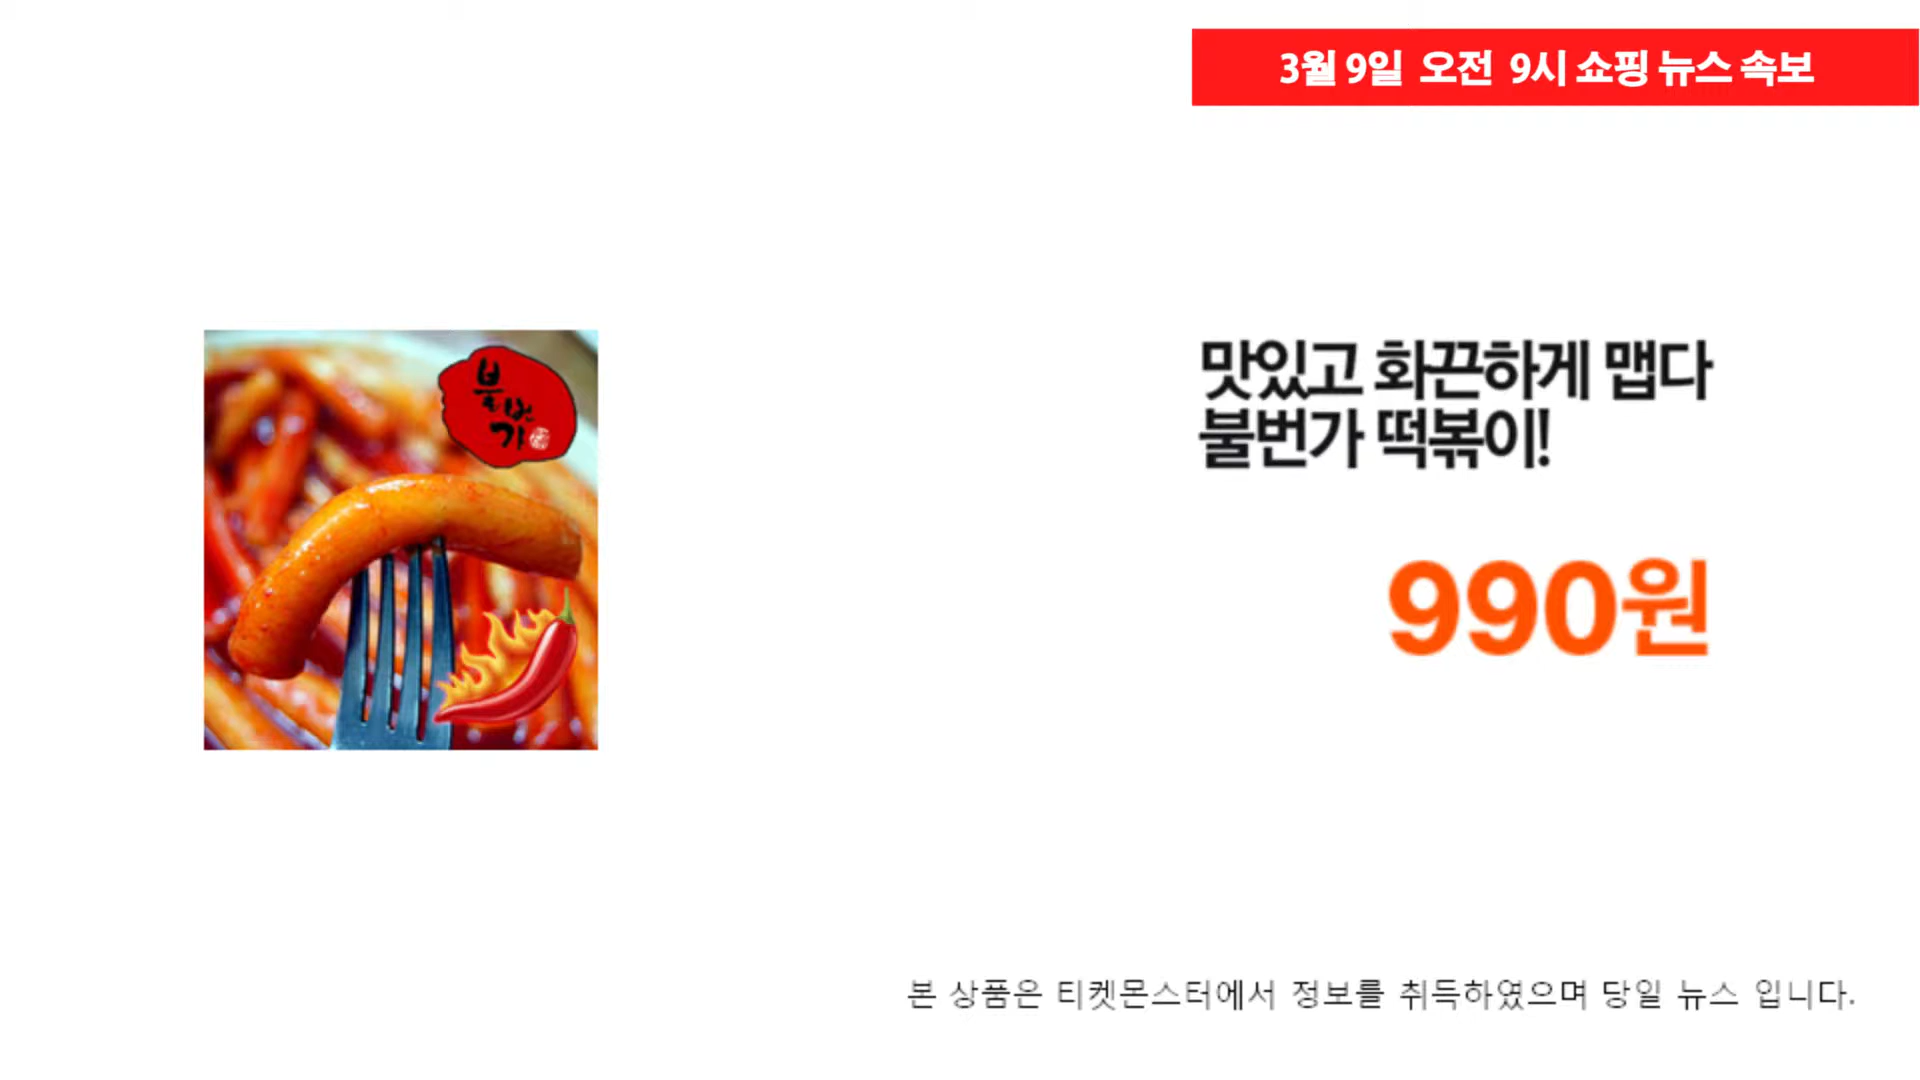 3월 9일 오전 9시 쇼핑 뉴스 속보
불번
가
맛있고 화끈하게 맵다
불번가 떡볶이!
990원
본 상품은 티켓몬스터에서 정보를 취득하였으며 당일 뉴스 입니다.